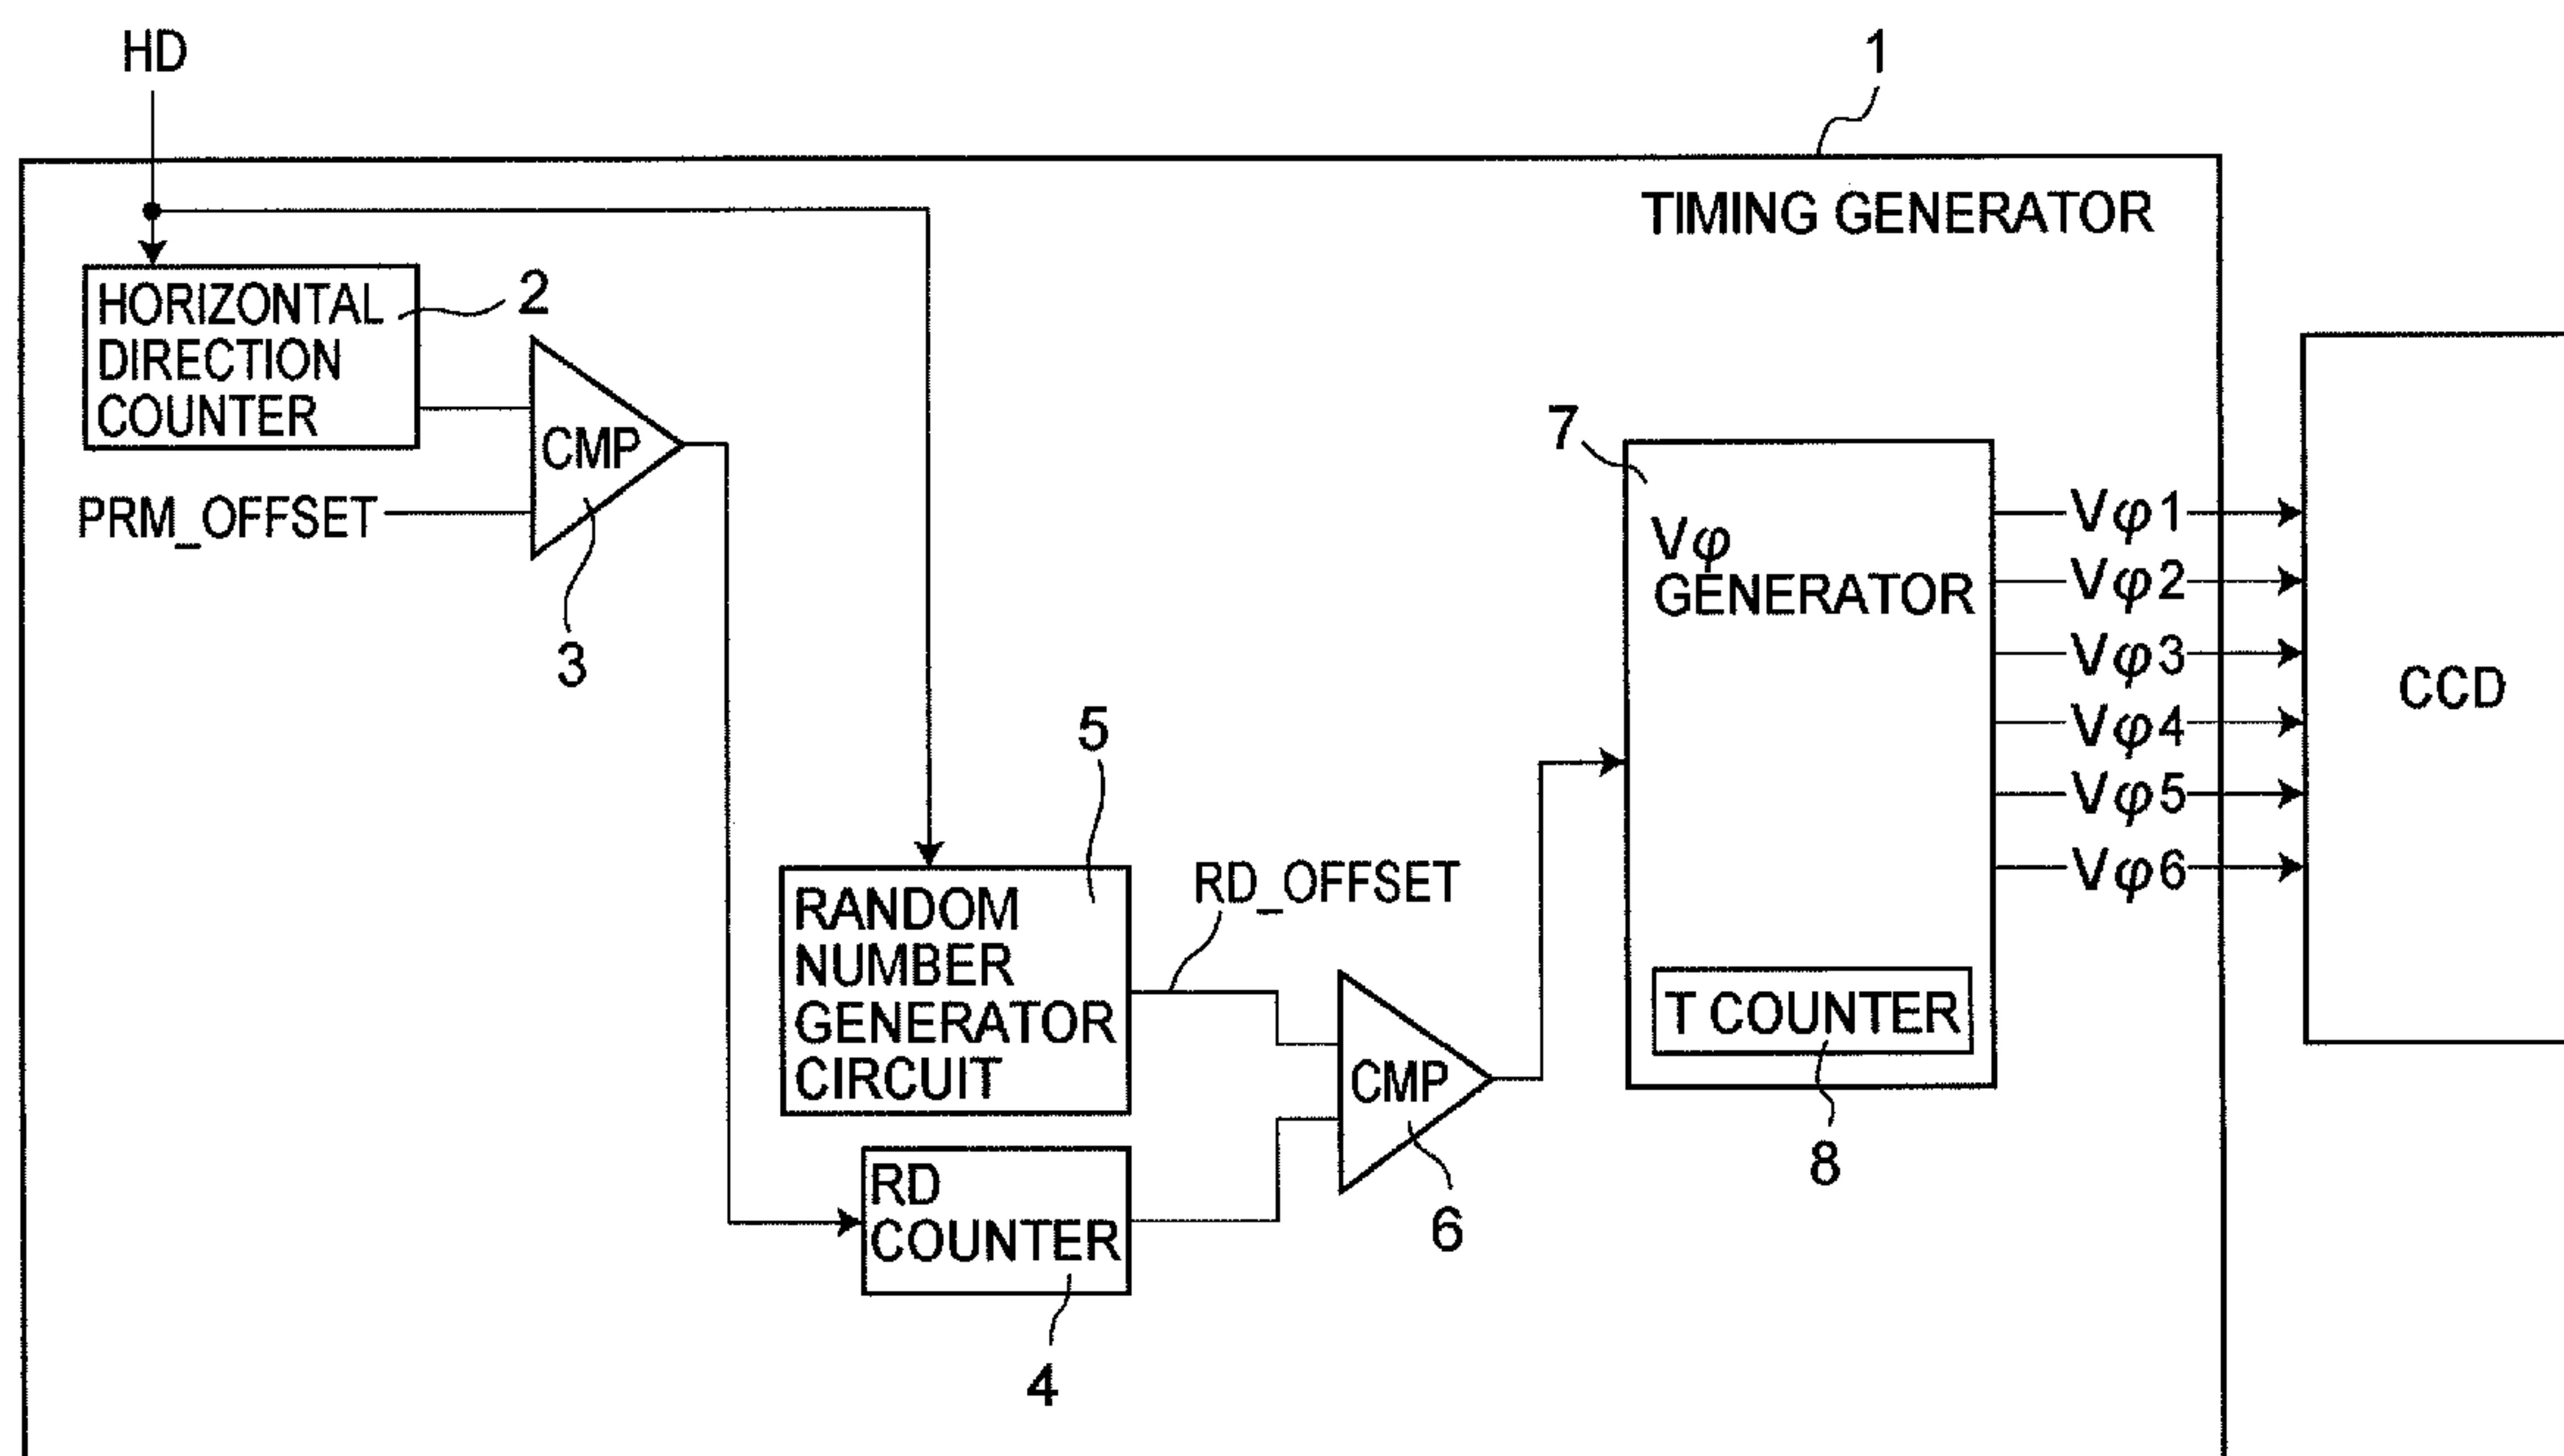 HD
1
TIMING GENERATOR
HORIZONTAL
DIRECTION
COUNTER
2
CMP
PRM_OFFSET
3
7
Vφ
GENERATOR
Vφ1
Vφ2
Vφ3
Vφ4
Vφ5
Vφ6
CCD
5
RANDOM
NUMBER
GENERATOR
CIRCUIT
RD_OFFSET
CMP
6
T COUNTER
8
RD
COUNTER
4